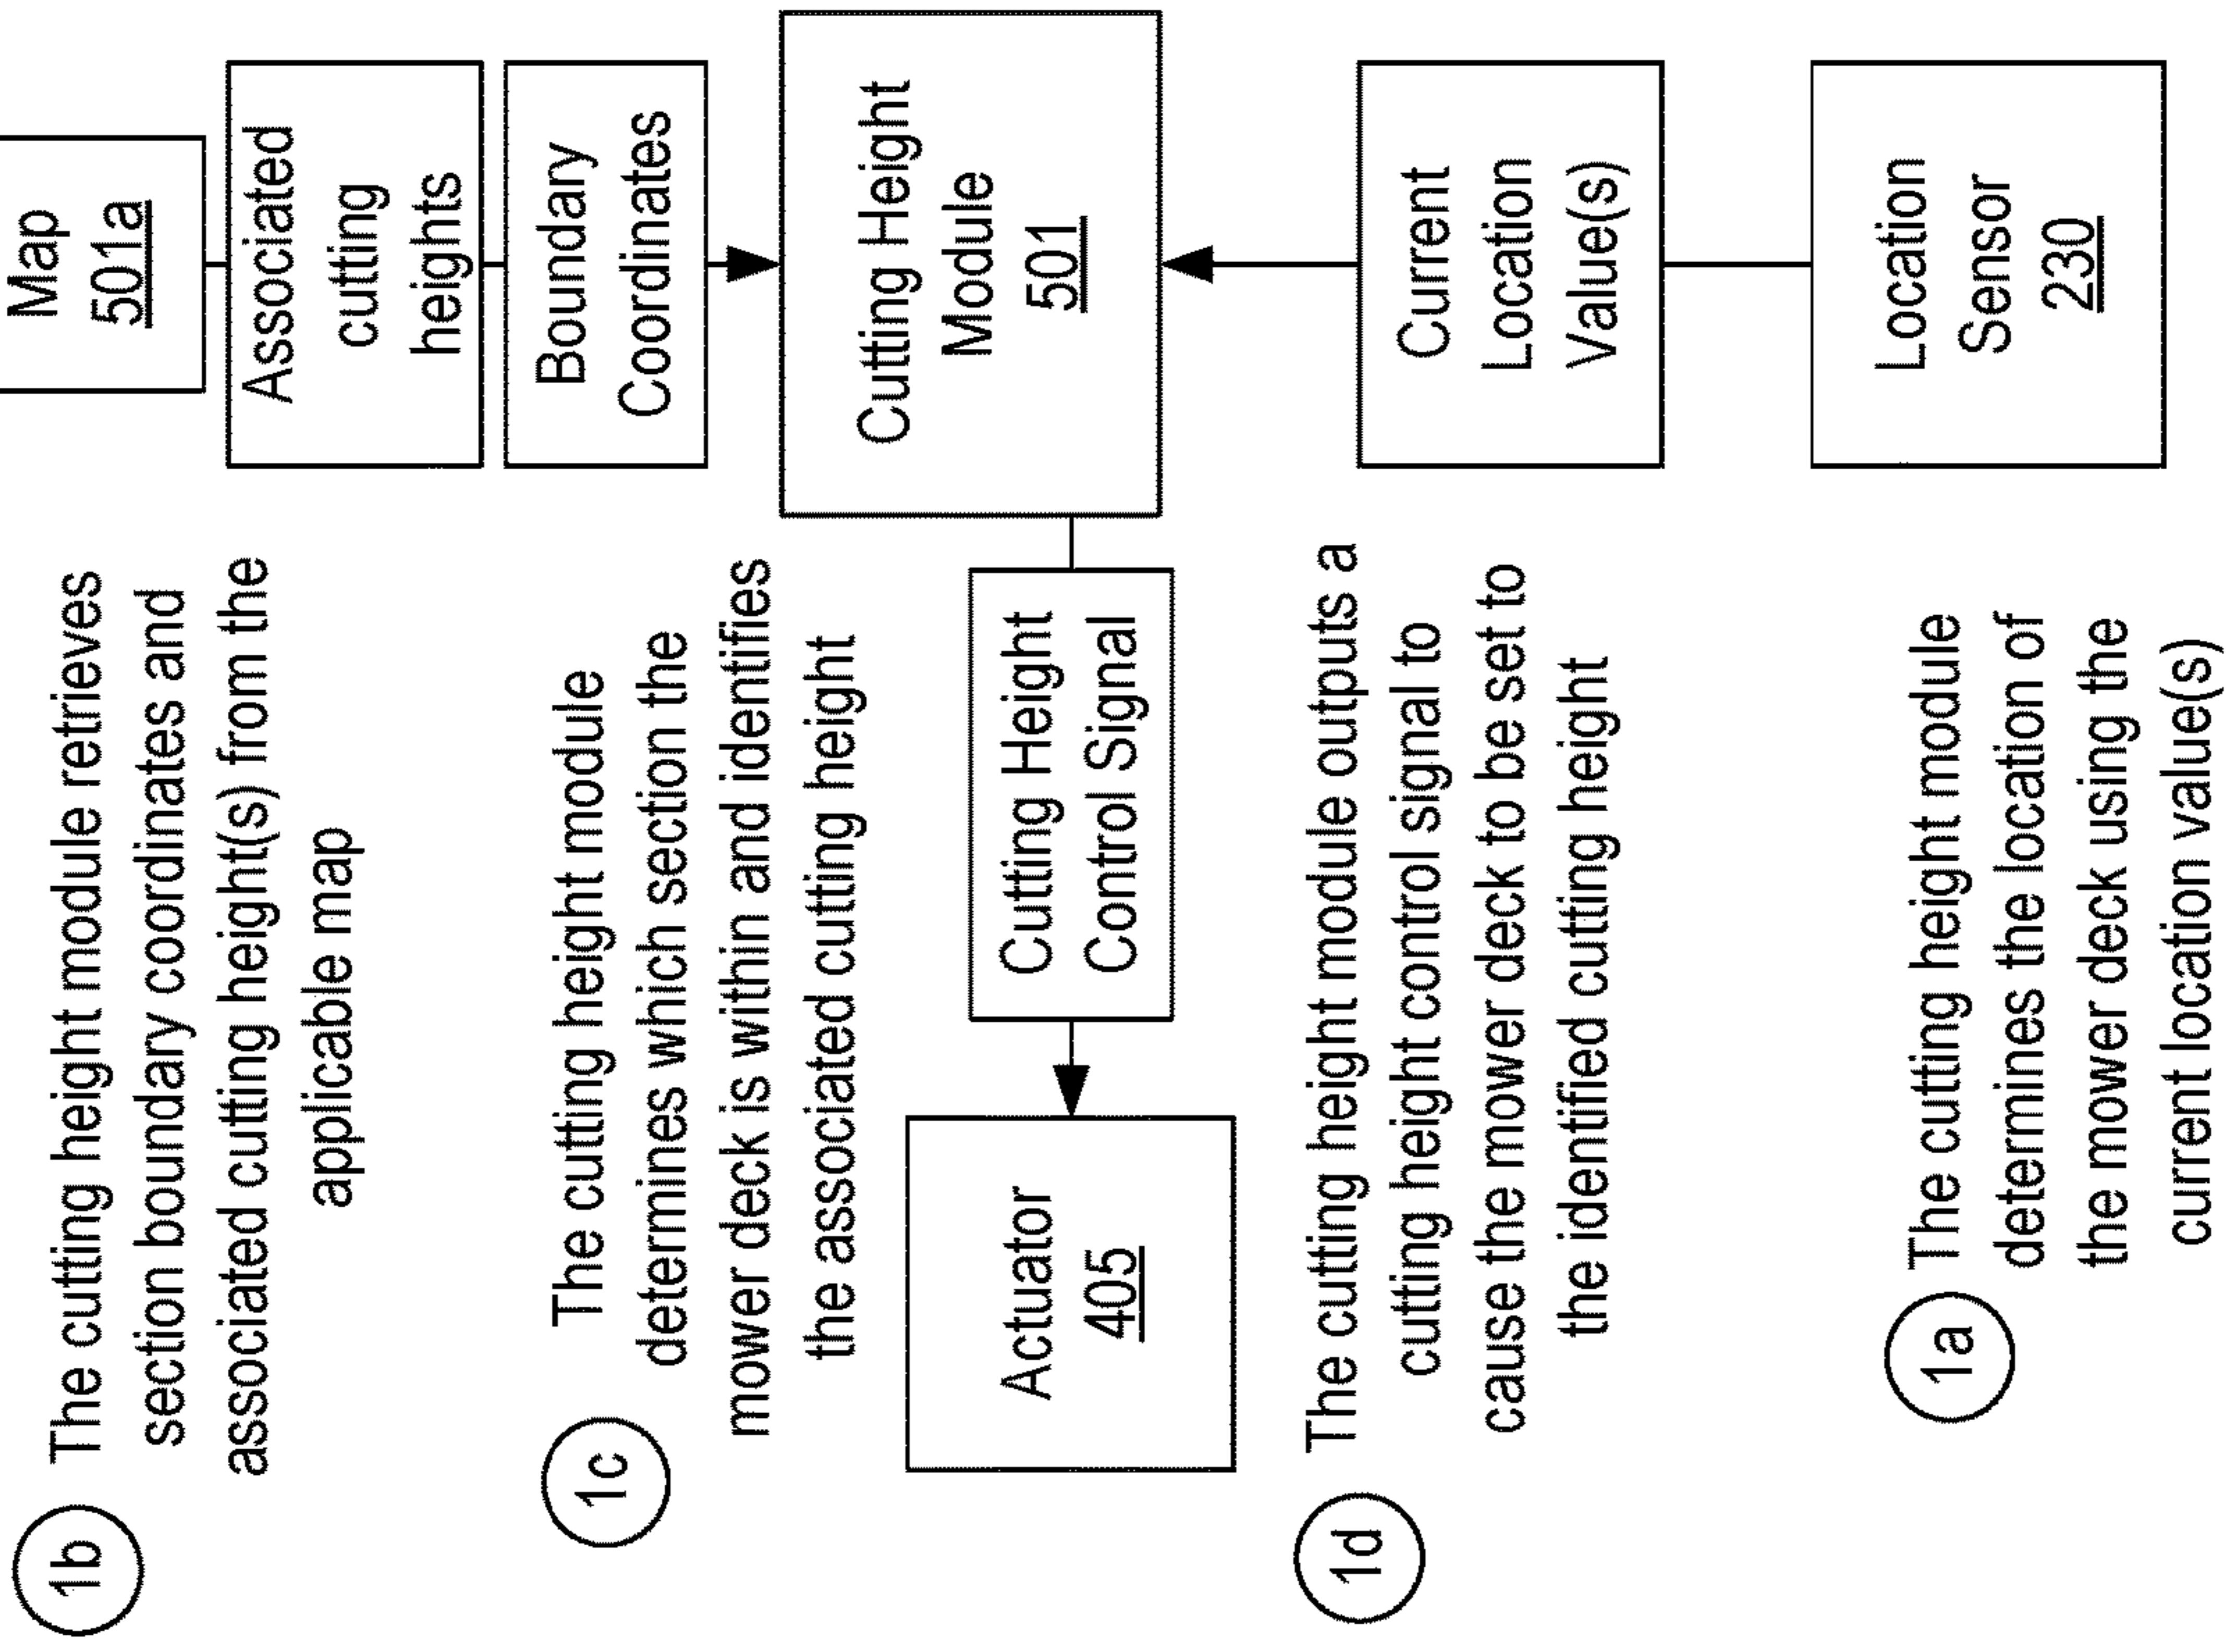 1b
The cutting height module retrieves
section boundary coordinates and
associated cutting height(s) from the
applicable map
Map
501a
Associated
cutting
heights
Boundary
Coordinates
1c
The cutting height module
determines which section the
mower deck is within and identifies
the associated cutting height
Actuator
405
Cutting Height
Control Signal
Cutting Height
Module
501
1d
The cutting height module outputs a
cutting height control signal to
cause the mower deck to be set to
the identified cutting height
Current
Location
Value(s)
1a
The cutting height module
determines the location of
the mower deck using the
current location value(s)
Location
Sensor
230